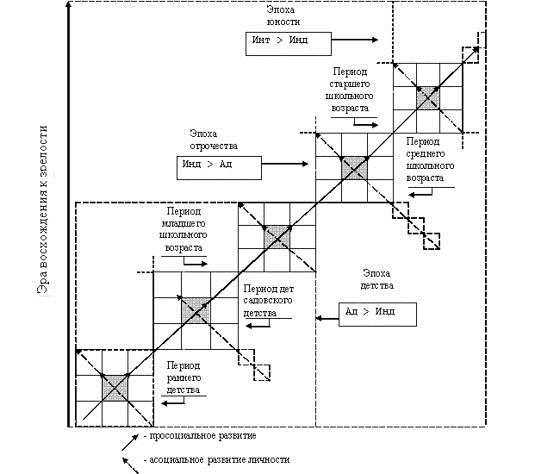 Эпоха
юности
Инт > Инд
Период
старшего
школьного
возраста
Эпоха
отрочества
Инд > Ад
Период
среднего
школьного
возраста
Эра восхождения к зрелости
Период
младшего
школьного
возраста
Эпоха
детства
Период дет
садовского
детства
Ад > Инд
Период
раннего
детства
- просоциальное развитие
- асоциальное развитие личности